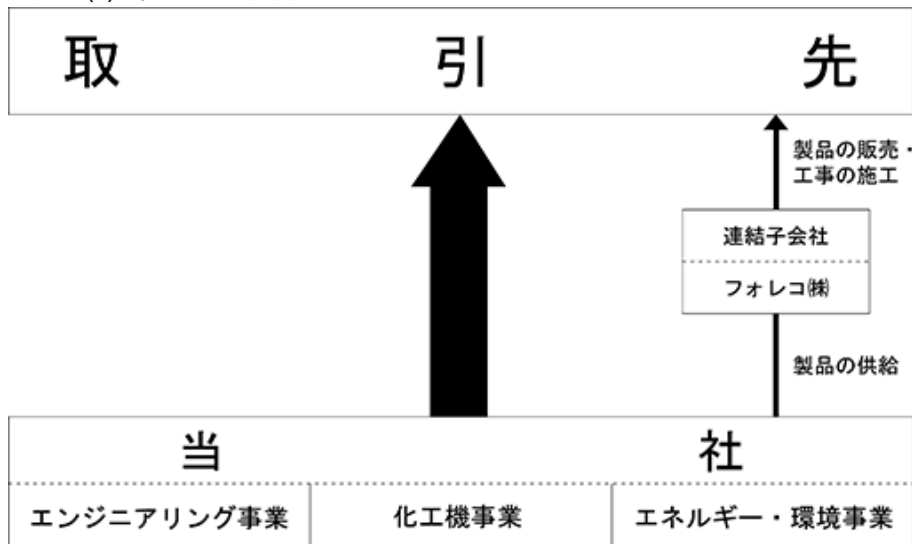 取引先
製品の販売・
工事の施工
連結子会社
フォレコ㈱
製品の供給
当社
エンジニアリング事業
化工機事業
エネルギー・環境事業